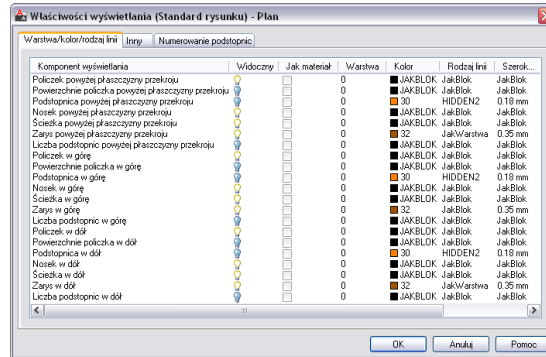 Właściwości wyświetlania (Standard rysunku) - Plan
Warstwa/kolor/rodzaj linii Inny Numerowanie podstopnic
Komponent wyświetlania Widoczny Jak materiał Warstwa Kolor Rodzaj linii Szerok...
Policzek powyżej płaszczyzny przekroju 0 JAKBLOK JakBlok JakBlok
Powierzchnie policzka powyżej płaszczyzny przekroju 0 JAKBLOK JakBlok JakBlok
Podstopnica powyżej płaszczyzny przekroju 0 30 HIDDEN2 0.18 mm
Nosek powyżej płaszczyzny przekroju 0 JAKBLOK JakBlok JakBlok
Ścieżka powyżej płaszczyzny przekroju 0 JAKBLOK JakBlok JakBlok
Zarys powyżej płaszczyzny przekroju 0 32 JakWarstwa 0.35 mm
Liczba podstopnic powyżej płaszczyzny przekroju 0 JAKBLOK JakBlok JakBlok
Policzek w górę 0 JAKBLOK JakBlok JakBlok
Powierzchnie policzka w górę 0 JAKBLOK JakBlok JakBlok
Podstopnica w górę 0 30 HIDDEN2 0.18 mm
Nosek w górę 0 JAKBLOK JakBlok JakBlok
Ścieżka w górę 0 JAKBLOK JakBlok JakBlok
Zarys w górę 0 32 JakBlok 0.35 mm
Liczba podstopnic w górę 0 JAKBLOK JakBlok JakBlok
Policzek w dół 0 JAKBLOK JakBlok JakBlok
Powierzchnie policzka w dół 0 JAKBLOK JakBlok JakBlok
Podstopnica w dół 0 30 HIDDEN2 0.18 mm
Nosek w dół 0 JAKBLOK JakBlok JakBlok
Ścieżka w dół 0 JAKBLOK JakBlok JakBlok
Zarys w dół 0 32 JakWarstwa 0.35 mm
Liczba podstopnic w dół 0 JAKBLOK JakBlok JakBlok
OK Anuluj Pomoc